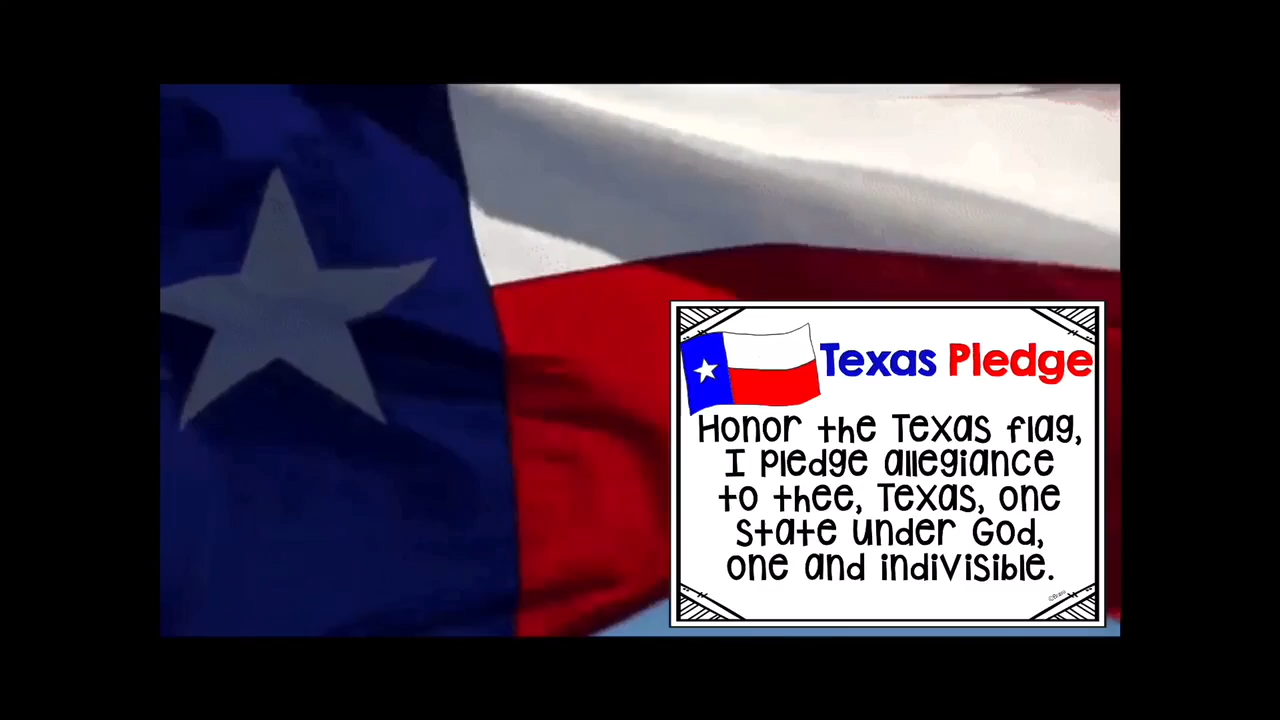 Texas Pledge
Honor the Texas flag,
I pledge allegiance
to thee, Texas, one
state under God,
one and indivisible.